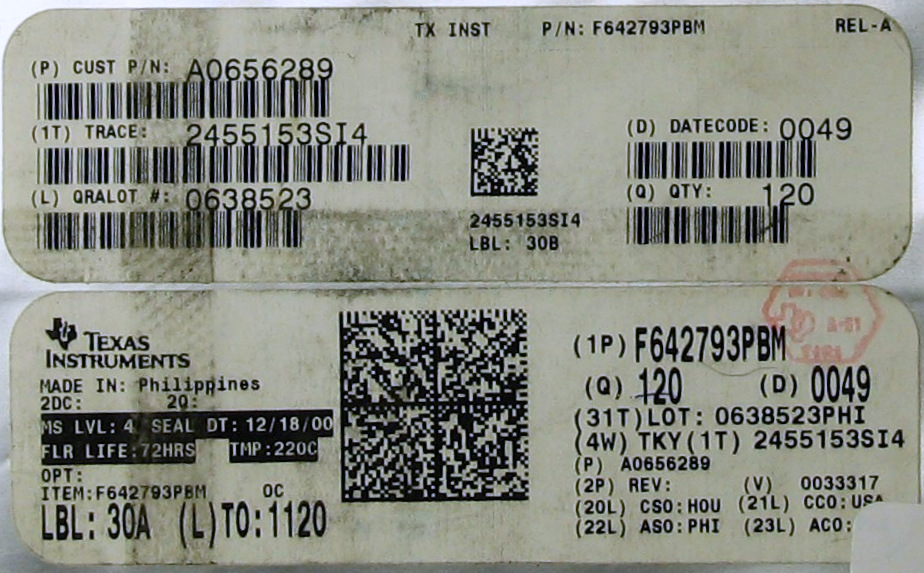 TX INST P/N: F642793PBM REL-A
(P) CUST P/N: A0656289
(1T) TRACE: 2455153SI4
(D) DATECODE: 0049
(L) QRALOT #: 0638523
(Q) QTY: 120
2455153SI4
LBL: 30B
TEXAS
INSTRUMENTS
MADE IN: Philippines
2DC: 2Q:
MS LVL: 4 SEAL DT: 12/18/00
FLR LIFE:72HRS TMP:220C
OPT:
ITEM:F642793PBM 0C
LBL: 30A (L)TO:1120
(1P) F642793PBM
(Q) 120 (D) 0049
(31T)LOT: 0638523PHI
(4W) TKY(1T) 2455153SI4
(P) A0656289
(2P) REV: (V) 0033317
(20L) CSO:HOU (21L) CCO:USA
(22L) ASO:PHI (23L) ACO: